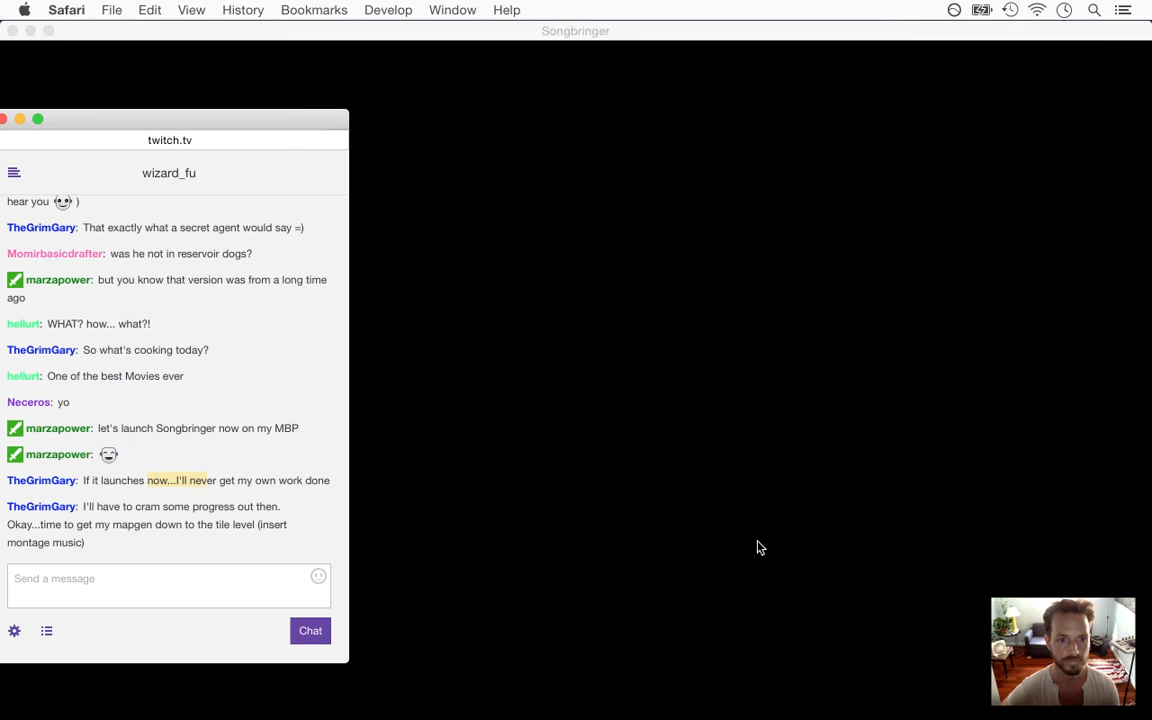 Safari File Edit View History Bookmarks Develop Window Help
Songbringer
twitch.tv
wizard_fu
hear you )
TheGrimGary: That exactly what a secret agent would say =)
Momirbasicdrafter: was he not in reservoir dogs?
marzapower: but you know that version was from a long time
ago
hellurt: WHAT? how... what?!
TheGrimGary: So what's cooking today?
hellurt: One of the best Movies ever
Neceros: yo
marzapower: let's launch Songbringer now on my MBP
marzapower:
TheGrimGary: If it launches now...I'll never get my own work done
TheGrimGary: I'll have to cram some progress out then.
Okay...time to get my mapgen down to the tile level (insert
montage music)
Send a message
Chat